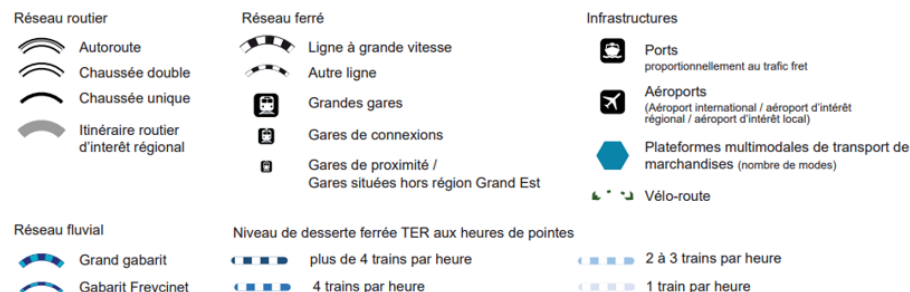 Réseau routier
Autoroute
Chaussée double
Chaussée unique
Itinéraire routier
d'interêt régional
Réseau ferré
Ligne à grande vitesse
Autre ligne
Grandes gares
Gares de connexions
Gares de proximité /
Gares situées hors région Grand Est
Infrastructures
Ports
proportionnellement au trafic fret
Aéroports
(Aéroport international / aéroport d'intérêt
régional / aéroport d'intérêt local)
Plateformes multimodales de transport de
marchandises (nombre de modes)
Vélo-route
Réseau fluvial
Grand gabarit
Gabarit Freycinet
Niveau de desserte ferrée TER aux heures de pointes
plus de 4 trains par heure
4 trains par heure
2 à 3 trains par heure
1 train par heure